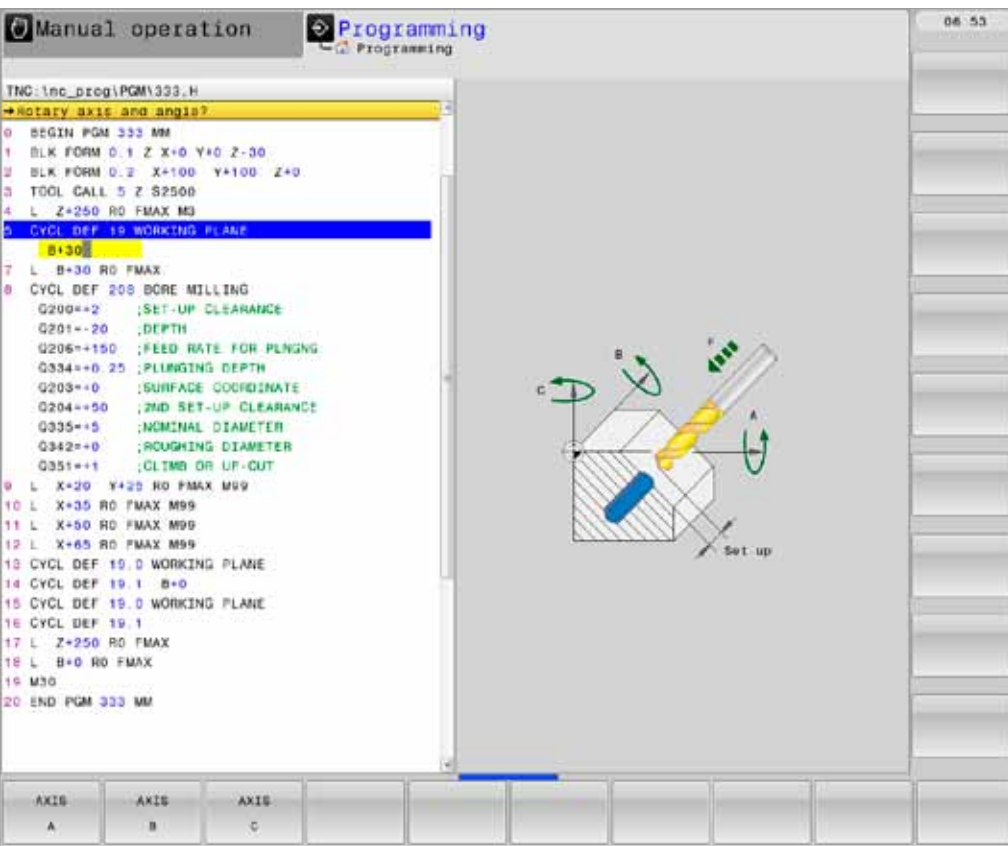 Manual operation
Programming
Programming
06:53
TNC:\nc_prog\PGM\333.H
→Rotary axis and angle?
0 BEGIN PGM 333 MM
1 BLK FORM 0.1 Z X+0 Y+0 Z-30
2 BLK FORM 0.2 X+100 Y+100 Z+0
3 TOOL CALL 5 Z S2500
4 L Z+250 R0 FMAX M3
5 CYCL DEF 19 WORKING PLANE
B+30
7 L B+30 R0 FMAX
8 CYCL DEF 208 BORE MILLING
Q200=+2 ;SET-UP CLEARANCE
Q201=-20 ;DEPTH
Q206=+150 ;FEED RATE FOR PLNGNG
Q334=+0.25 ;PLUNGING DEPTH
Q203=+0 ;SURFACE COORDINATE
Q204=+50 ;2ND SET-UP CLEARANCE
Q335=+5 ;NOMINAL DIAMETER
Q342=+0 ;ROUGHING DIAMETER
Q351=+1 ;CLIMB OR UP-CUT
9 L X+20 Y+25 R0 FMAX M99
10 L X+35 R0 FMAX M99
11 L X+50 R0 FMAX M99
12 L X+65 R0 FMAX M99
13 CYCL DEF 19.0 WORKING PLANE
14 CYCL DEF 19.1 B+0
15 CYCL DEF 19.0 WORKING PLANE
16 CYCL DEF 19.1
17 L Z+250 R0 FMAX
18 L B+0 R0 FMAX
19 M30
20 END PGM 333 MM
F
B
C
A
Set up
AXIS
A
AXIS
B
AXIS
C